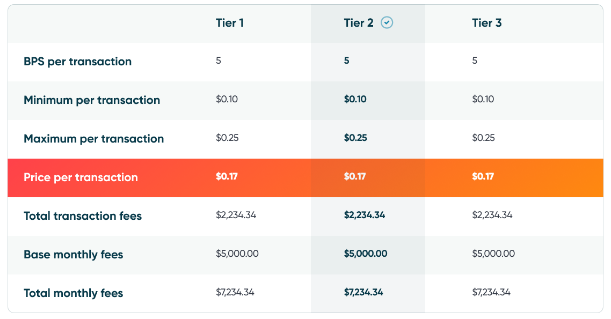 Tier 1 Tier 2 Tier 3
BPS per transaction 5 5 5
Minimum per transaction $0.10 $0.10 $0.10
Maximum per transaction $0.25 $0.25 $0.25
Price per transaction $0.17 $0.17 $0.17
Total transaction fees $2,234.34 $2,234.34 $2,234.34
Base monthly fees $5,000.00 $5,000.00 $5,000.00
Total monthly fees $7,234.34 $7,234.34 $7,234.34